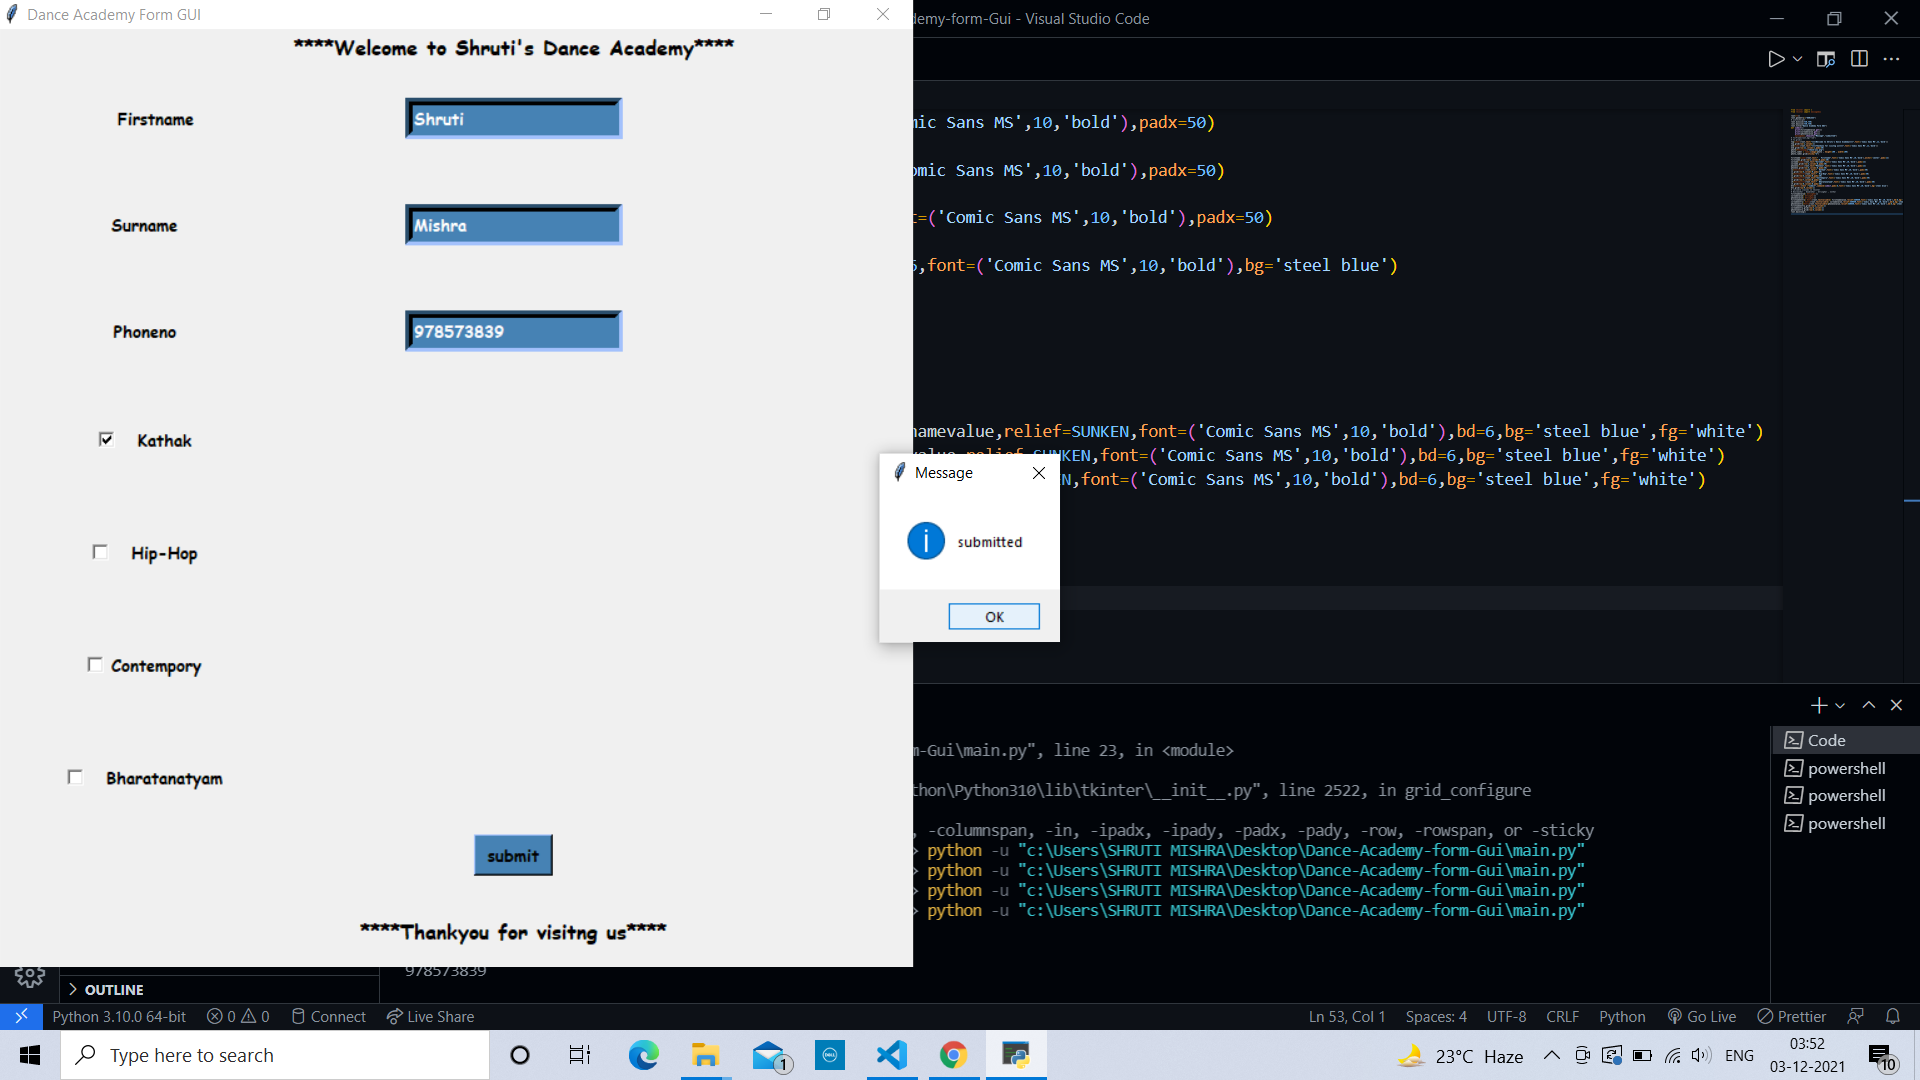 Dance Academy Form GUI
****Welcome to Shruti's Dance Academy****
Firstname
Shruti
Surname
Mishra
Phoneno
978573839
Kathak
Hip-Hop
Contempory
Bharatanatyam
submit
****Thankyou for visitng us****
Message
submitted
OK
demy-form-Gui - Visual Studio Code
mic Sans MS',10,'bold'),padx=50)
omic Sans MS',10,'bold'),padx=50)
t=('Comic Sans MS',10,'bold'),padx=50)
6,font=('Comic Sans MS',10,'bold'),bg='steel blue')
namevalue,relief=SUNKEN,font=('Comic Sans MS',10,'bold'),bd=6,bg='steel blue',fg='white')
value,relief=SUNKEN,font=('Comic Sans MS',10,'bold'),bd=6,bg='steel blue',fg='white')
N,font=('Comic Sans MS',10,'bold'),bd=6,bg='steel blue',fg='white')
m-Gui\main.py", line 23, in <module>
thon\Python310\lib\tkinter\__init__.py", line 2522, in grid_configure
, -columnspan, -in, -ipadx, -ipady, -padx, -pady, -row, -rowspan, or -sticky
> python -u "c:\Users\SHRUTI MISHRA\Desktop\Dance-Academy-form-Gui\main.py"
> python -u "c:\Users\SHRUTI MISHRA\Desktop\Dance-Academy-form-Gui\main.py"
> python -u "c:\Users\SHRUTI MISHRA\Desktop\Dance-Academy-form-Gui\main.py"
> python -u "c:\Users\SHRUTI MISHRA\Desktop\Dance-Academy-form-Gui\main.py"
978573839
Code
powershell
powershell
powershell
OUTLINE
Python 3.10.0 64-bit 0 0 Connect Live Share
Ln 53, Col 1 Spaces: 4 UTF-8 CRLF Python Go Live Prettier
Type here to search
1
DELL
23°C Haze
ENG
03:52
03-12-2021
10